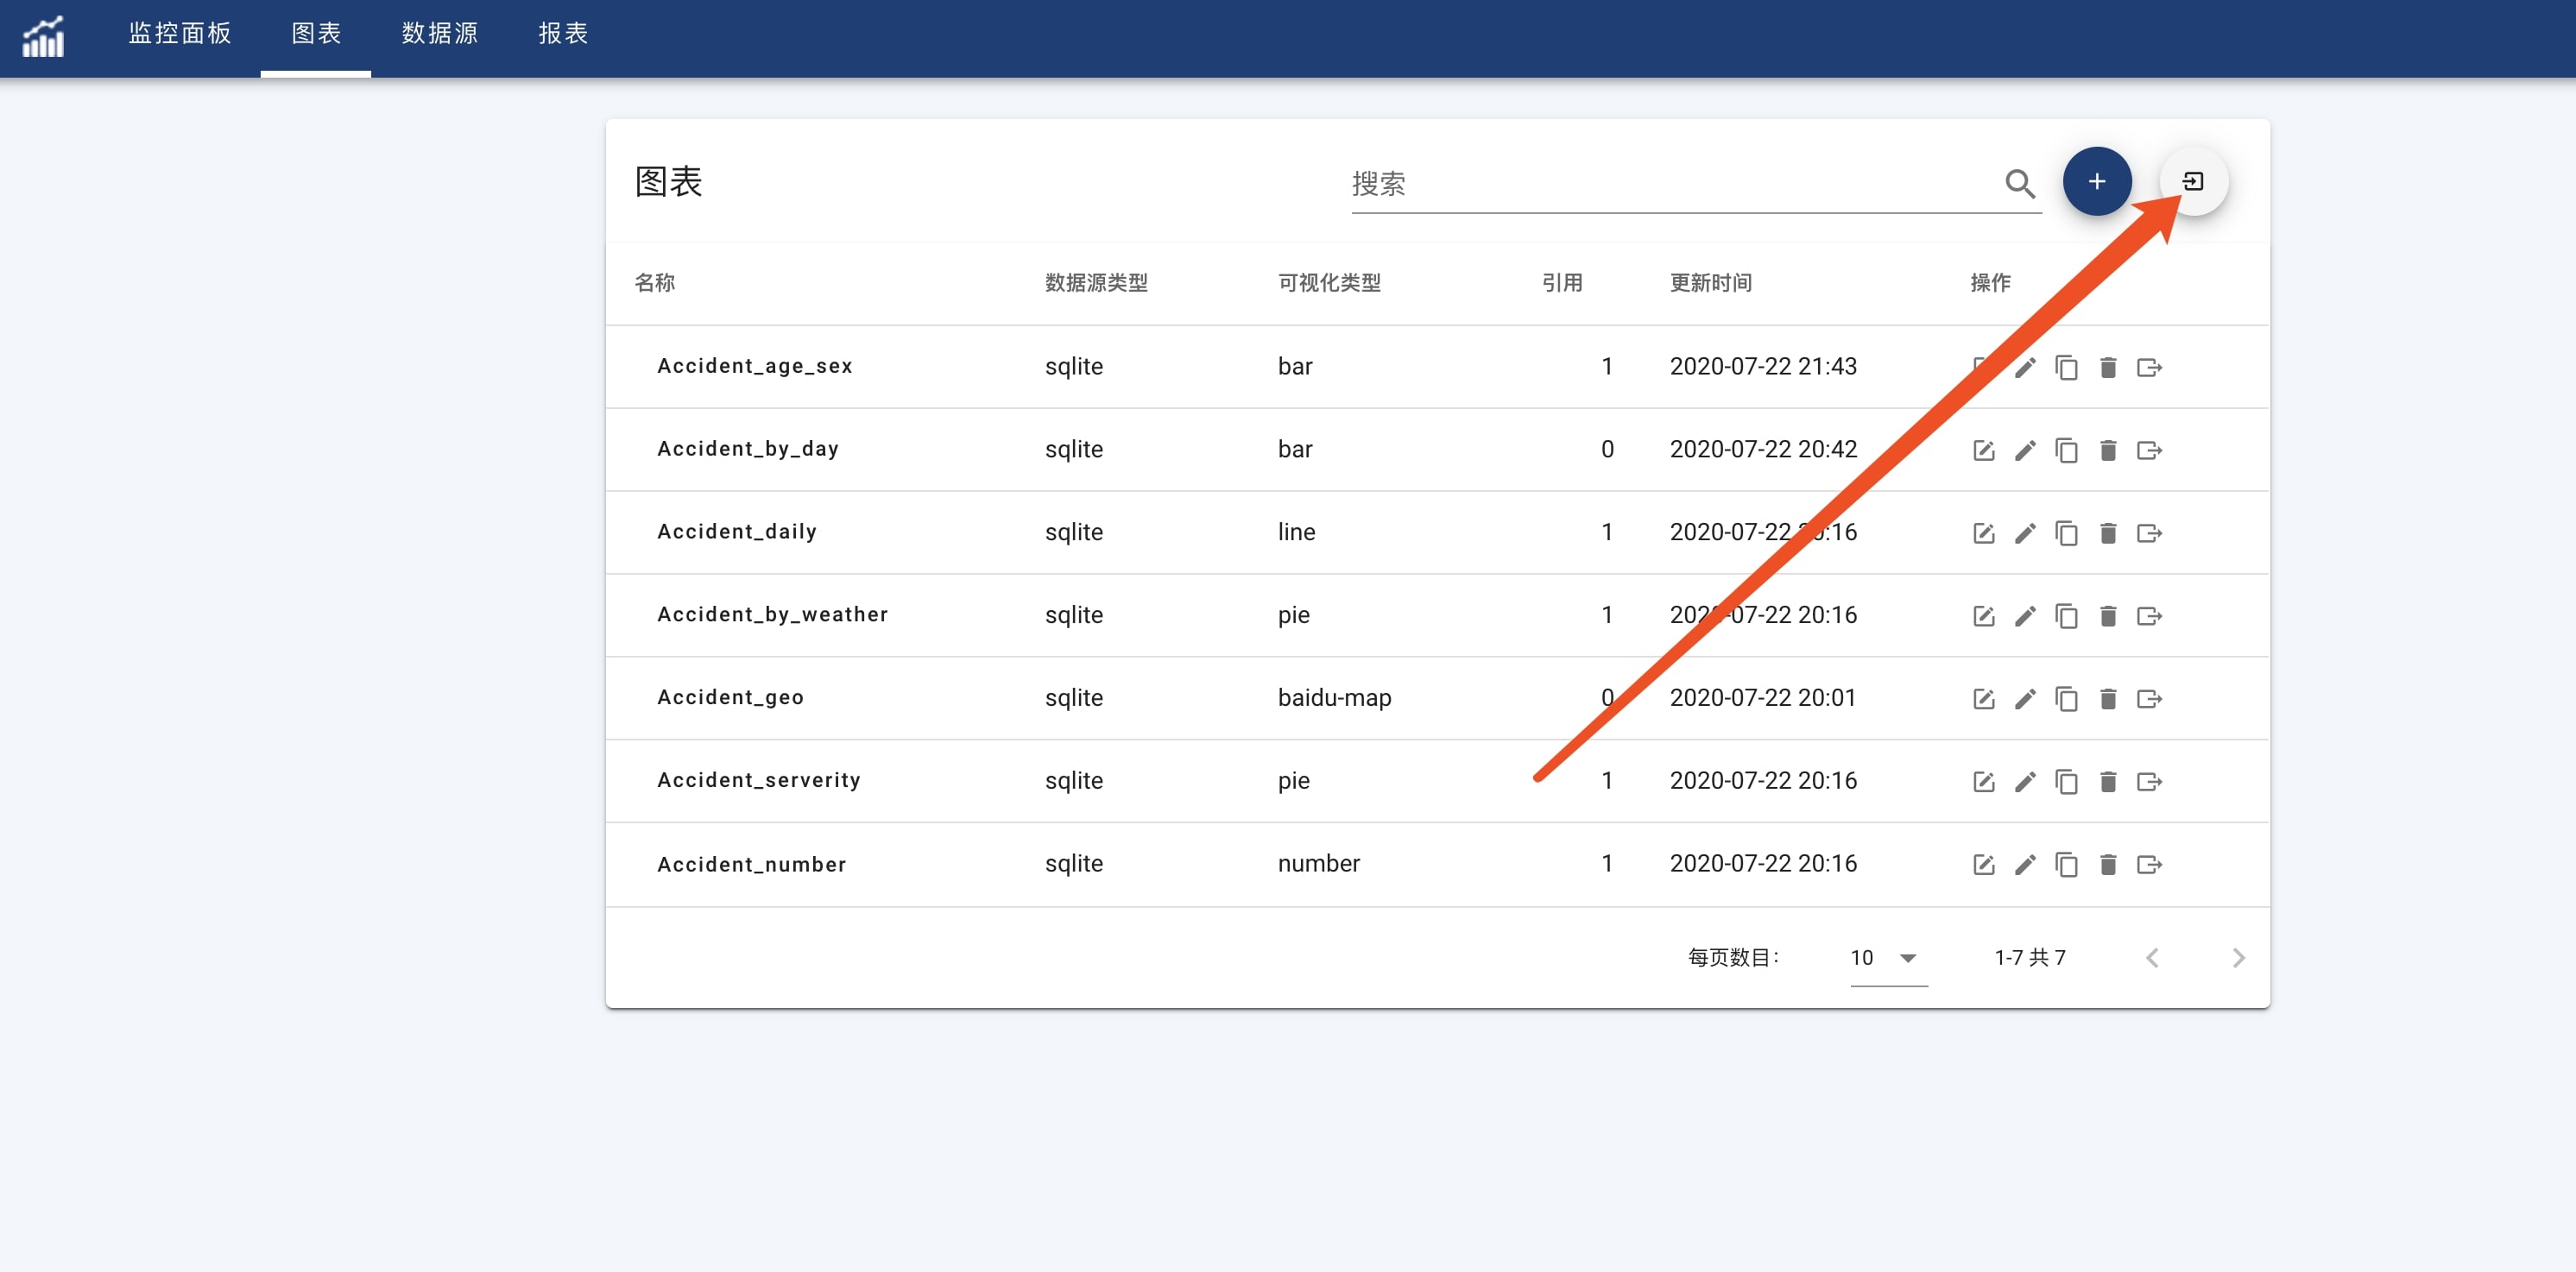 监控面板 图表 数据源 报表
图表 搜索
名称 数据源类型 可视化类型 引用 更新时间 操作
Accident_age_sex sqlite bar 1 2020-07-22 21:43
Accident_by_day sqlite bar 0 2020-07-22 20:42
Accident_daily sqlite line 1 2020-07-22 20:16
Accident_by_weather sqlite pie 1 2020-07-22 20:16
Accident_geo sqlite baidu-map 0 2020-07-22 20:01
Accident_serverity sqlite pie 1 2020-07-22 20:16
Accident_number sqlite number 1 2020-07-22 20:16
每页数目: 10 1-7 共 7